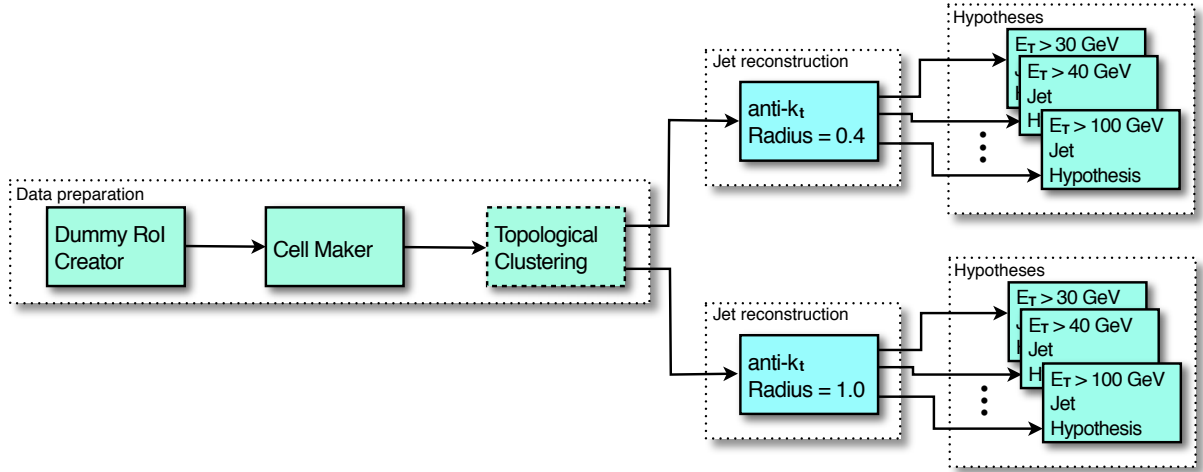 Data preparation
Dummy RoI
Creator
Cell Maker
Topological
Clustering
Jet reconstruction
anti-kt
Radius = 0.4
Hypotheses
ET > 30 GeV
ET > 40 GeV
Jet
ET > 100 GeV
Jet
Hypothesis
Jet reconstruction
anti-kt
Radius = 1.0
Hypotheses
ET > 30 GeV
ET > 40 GeV
Jet
ET > 100 GeV
Jet
Hypothesis